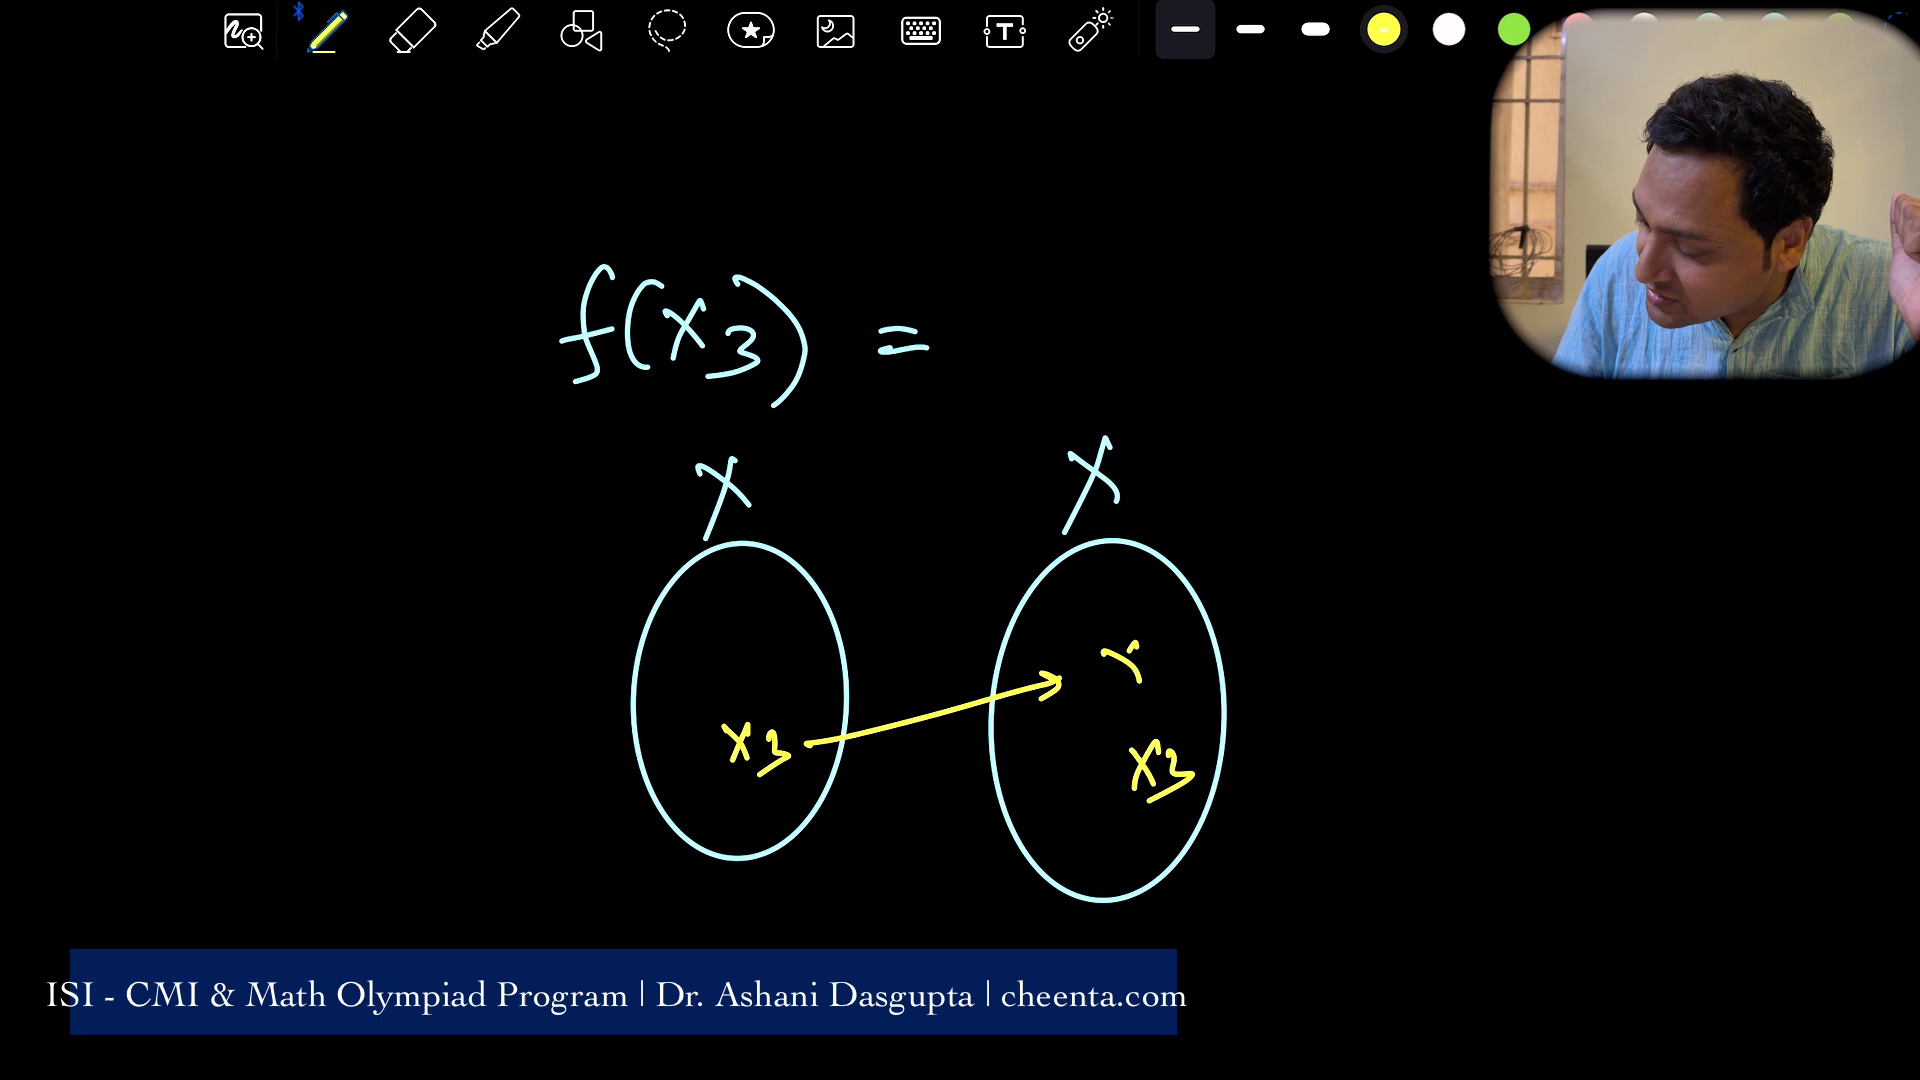 f(x3) =
X X
x3
x3
ISI - CMI & Math Olympiad Program | Dr. Ashani Dasgupta | cheenta.com